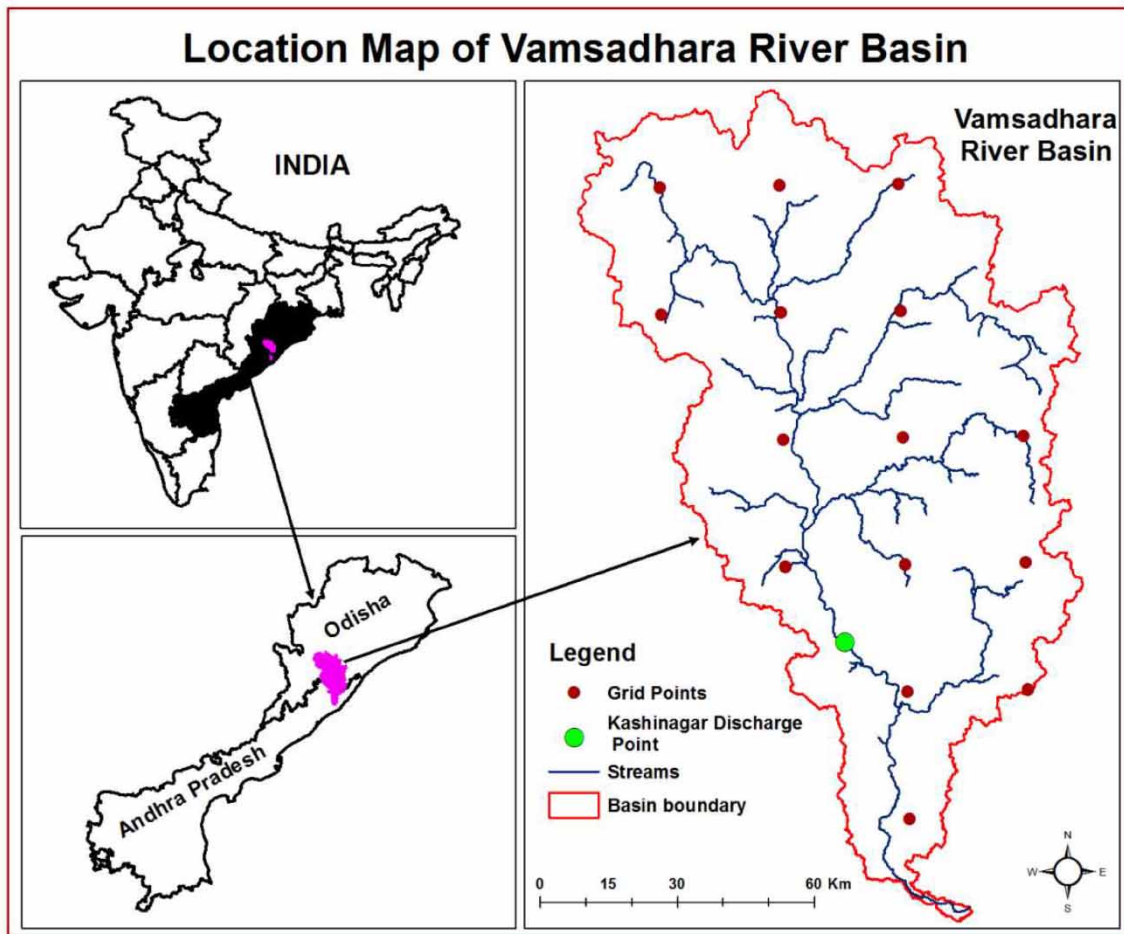 Location Map of Vamsadhara River Basin
INDIA
Odisha
Andhra Pradesh
Vamsadhara
River Basin
Legend
Grid Points
Kashinagar Discharge
Point
Streams
Basin boundary
0 15 30 60 Km
N
W E
S